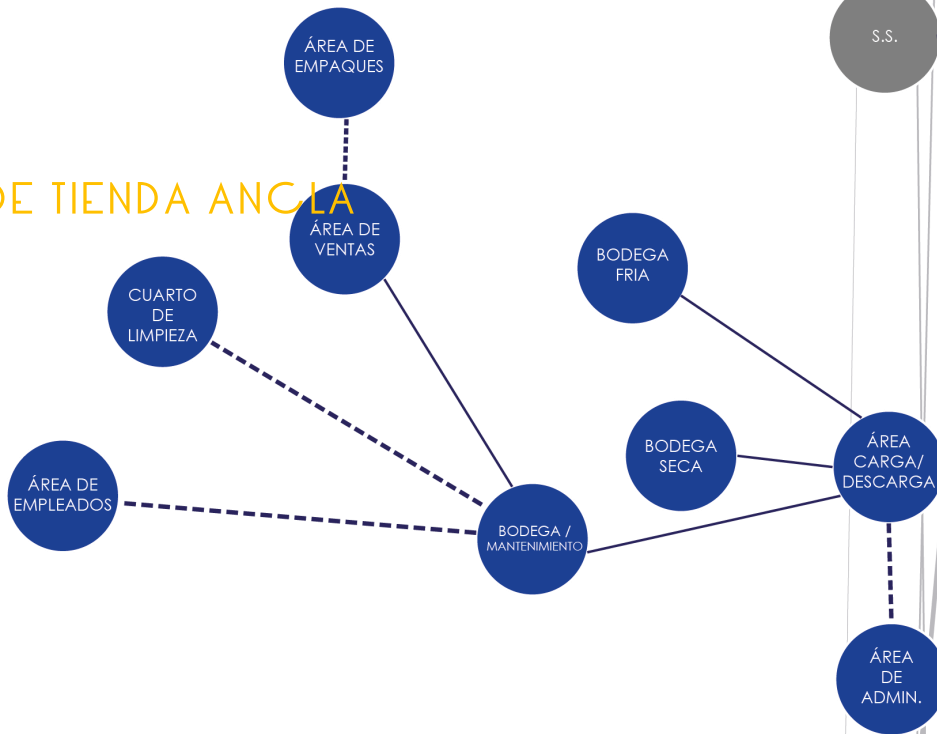 S.S.
ÁREA DE
EMPAQUES
DE TIENDA ANCLA
ÁREA DE
VENTAS
BODEGA
FRIA
CUARTO
DE
LIMPIEZA
ÁREA
CARGA/
DESCARGA
BODEGA
SECA
ÁREA DE
EMPLEADOS
BODEGA /
MANTENIMIENTO
ÁREA
DE
ADMIN.